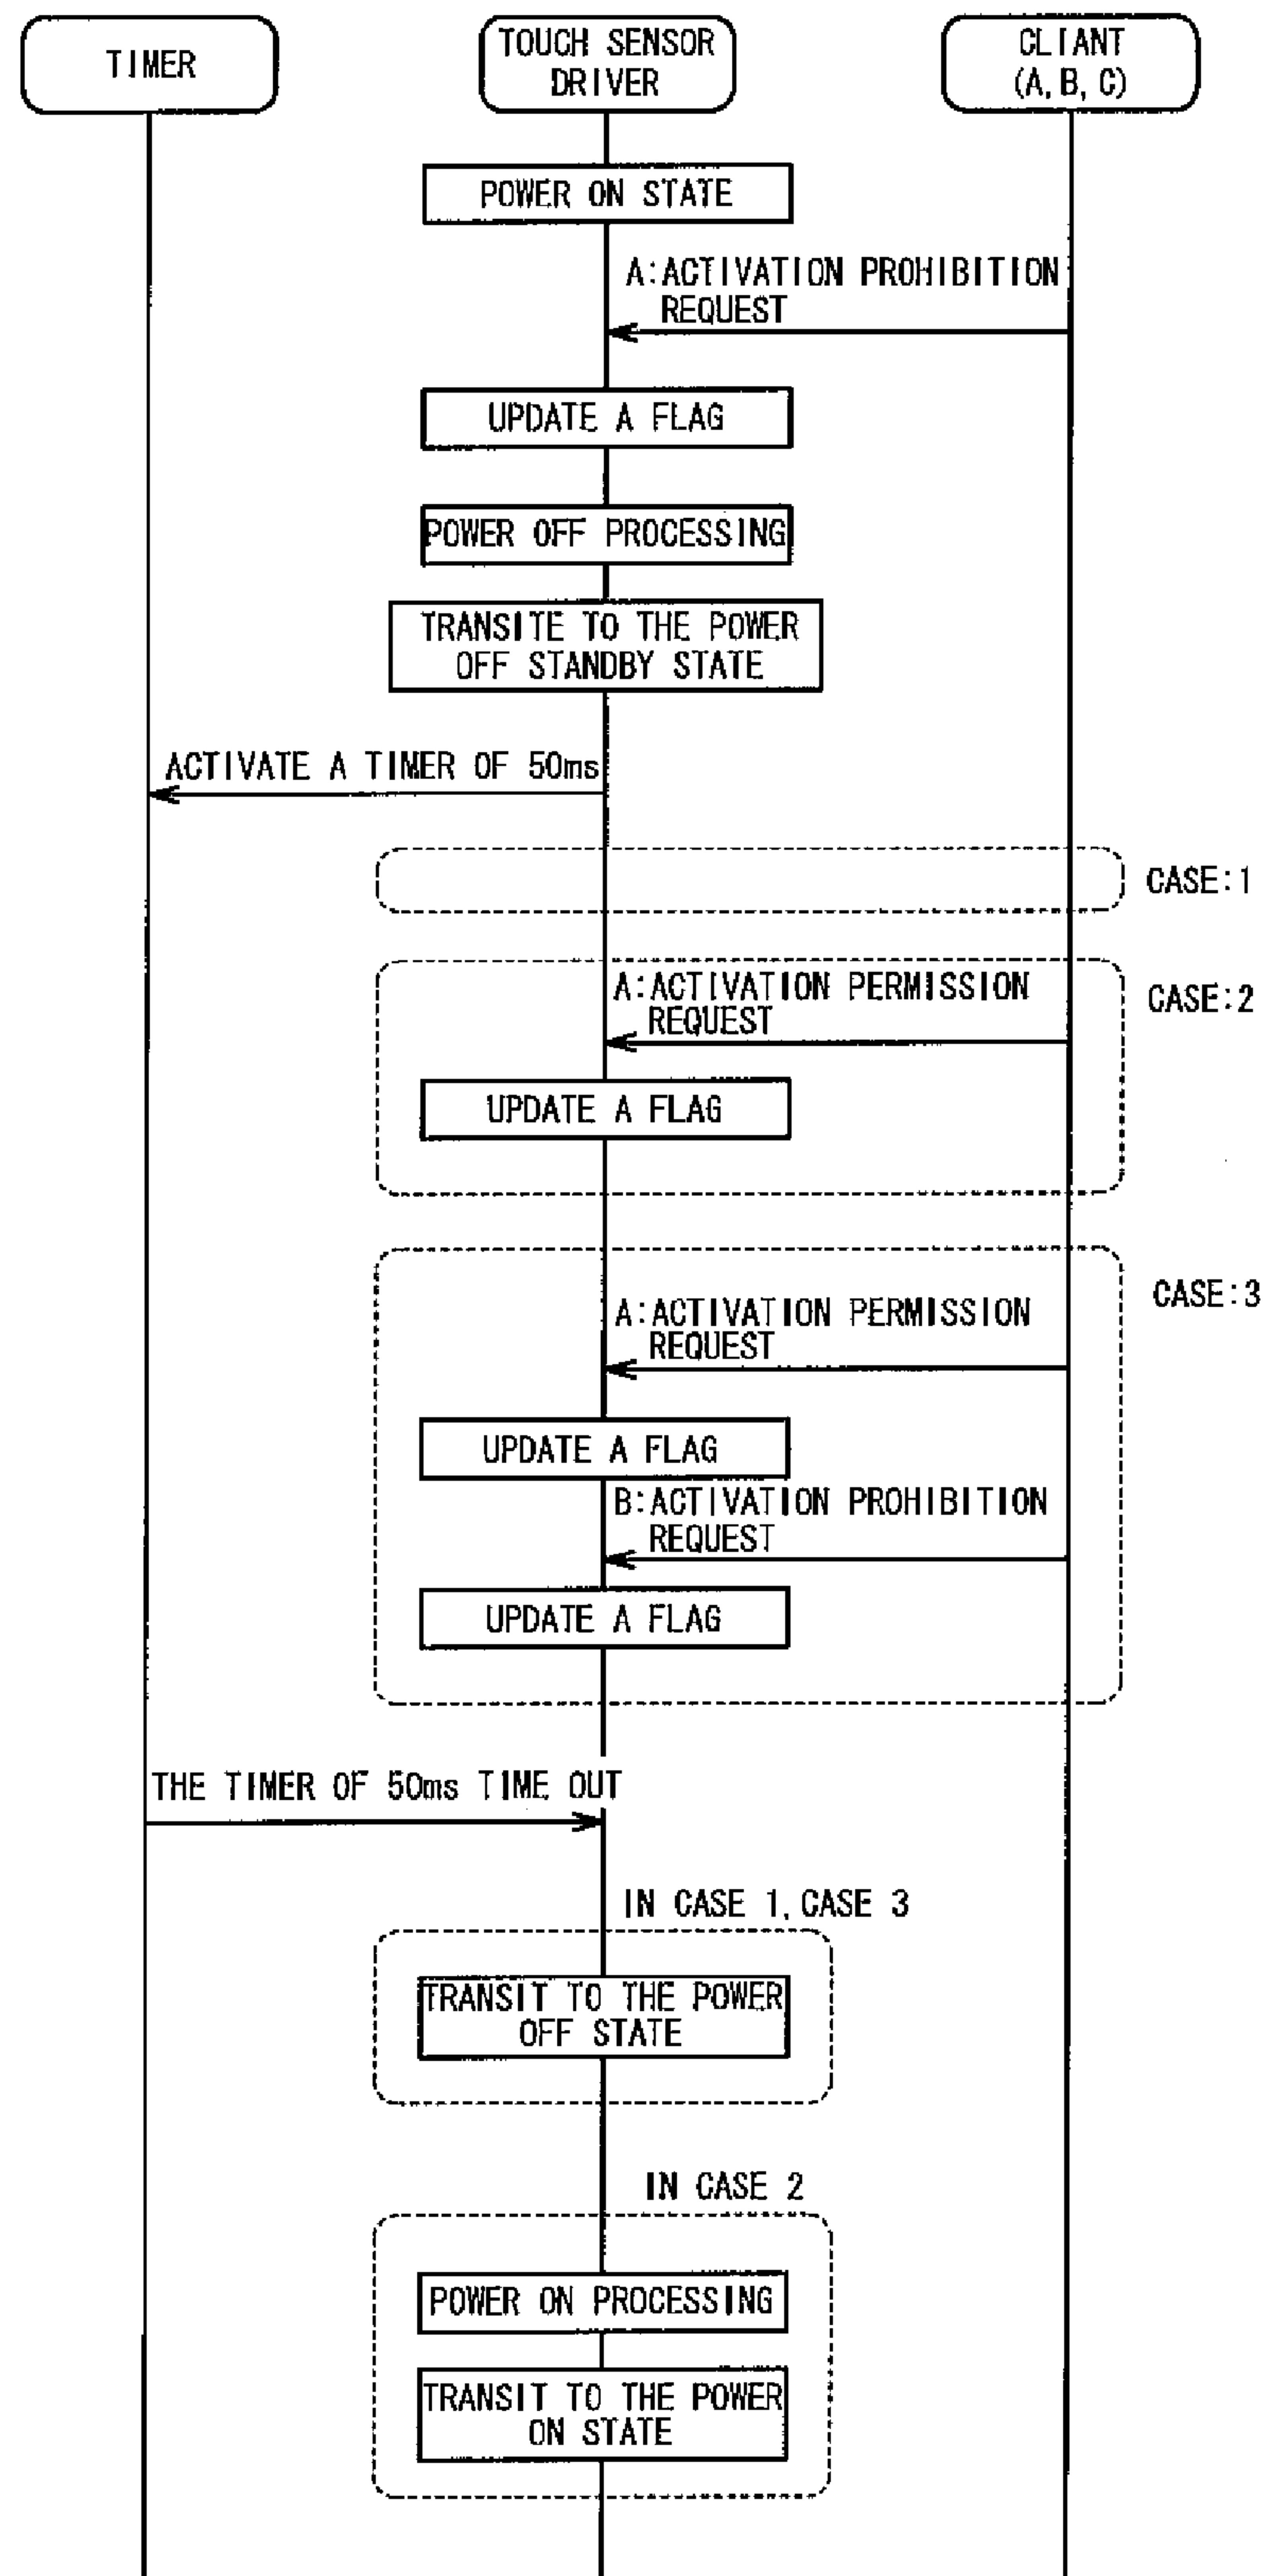 TIMER
TOUCH SENSOR
DRIVER
CLIANT
(A, B, C)
POWER ON STATE
A:ACTIVATION PROHIBITION
REQUEST
UPDATE A FLAG
POWER OFF PROCESSING
TRANSITE TO THE POWER
OFF STANDBY STATE
ACTIVATE A TIMER OF 50ms
CASE:1
A:ACTIVATION PERMISSION
REQUEST
CASE:2
UPDATE A FLAG
CASE:3
A:ACTIVATION PERMISSION
REQUEST
UPDATE A FLAG
B:ACTIVATION PROHIBITION
REQUEST
UPDATE A FLAG
THE TIMER OF 50ms TIME OUT
IN CASE 1, CASE 3
TRANSIT TO THE POWER
OFF STATE
IN CASE 2
POWER ON PROCESSING
TRANSIT TO THE POWER
ON STATE